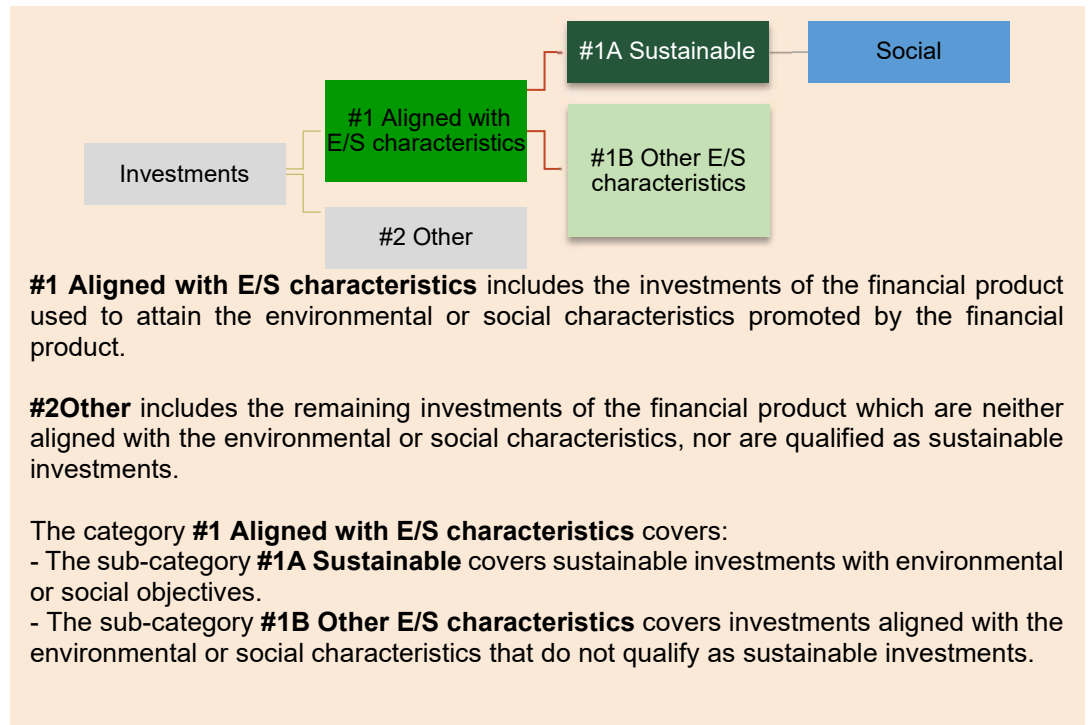 #1A Sustainable
Social
#1 Aligned with
E/S characteristics
Investments
#1B Other E/S
characteristics
#2 Other
#1 Aligned with E/S characteristics includes the investments of the financial product
used to attain the environmental or social characteristics promoted by the financial
product.
#2Other includes the remaining investments of the financial product which are neither
aligned with the environmental or social characteristics, nor are qualified as sustainable
investments.
The category #1 Aligned with E/S characteristics covers:
- The sub-category #1A Sustainable covers sustainable investments with environmental
or social objectives.
- The sub-category #1B Other E/S characteristics covers investments aligned with the
environmental or social characteristics that do not qualify as sustainable investments.